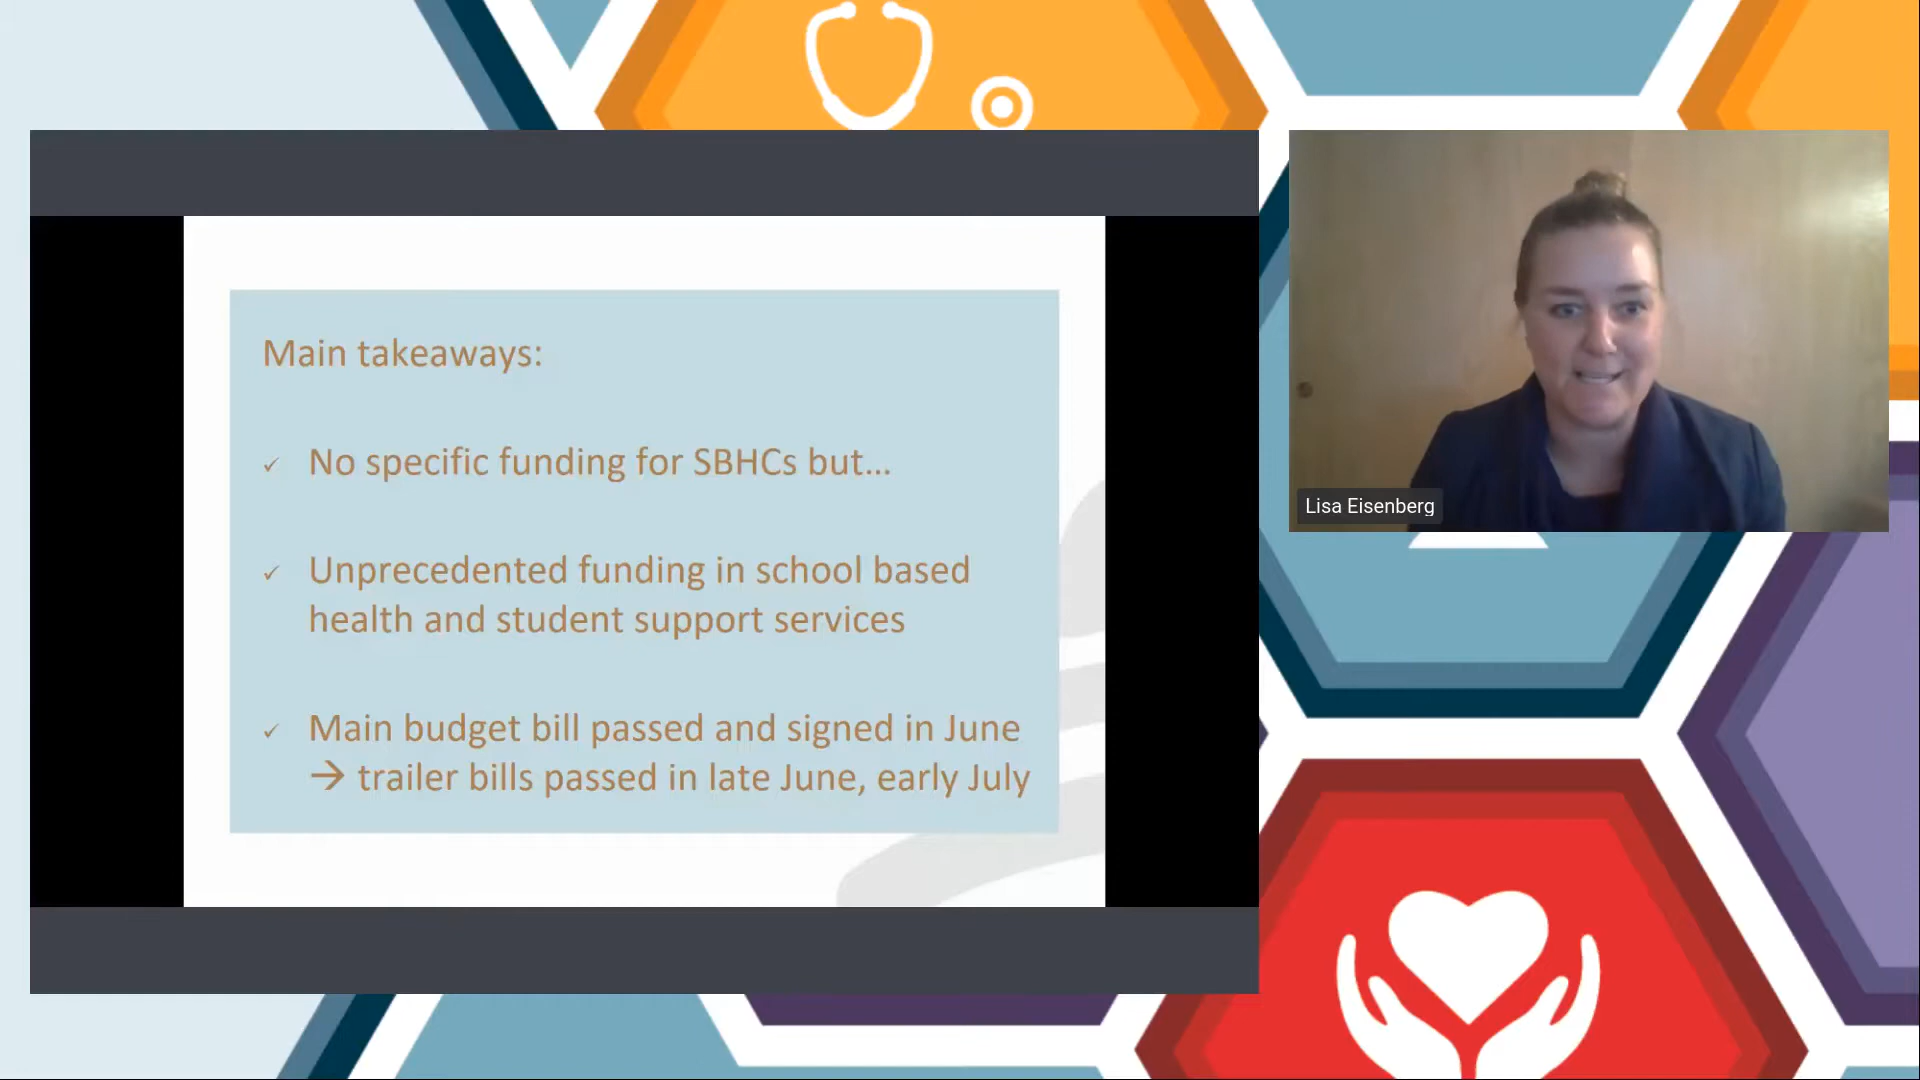 Main takeaways:
✓ No specific funding for SBHCs but...
✓ Unprecedented funding in school based
health and student support services
✓ Main budget bill passed and signed in June
→ trailer bills passed in late June, early July
Lisa Eisenberg